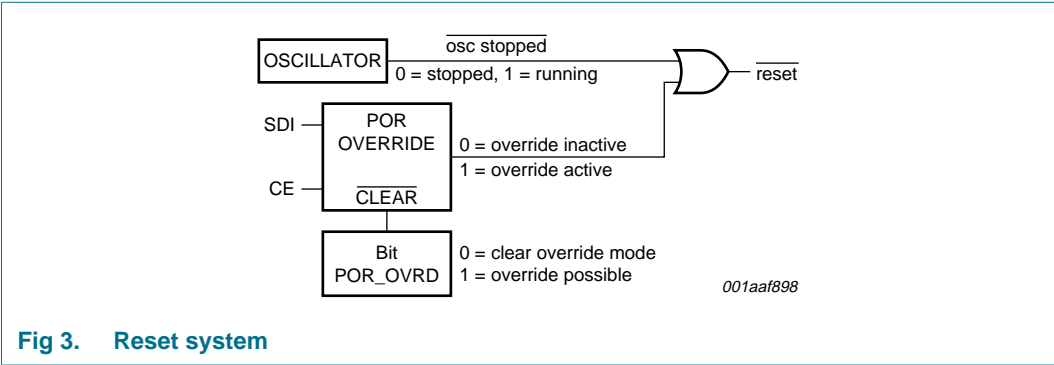 osc stopped
OSCILLATOR
0 = stopped, 1 = running
reset
SDI
POR
OVERRIDE
0 = override inactive
1 = override active
CE
CLEAR
Bit
POR_OVRD
0 = clear override mode
1 = override possible
001aaf898
Fig 3. Reset system